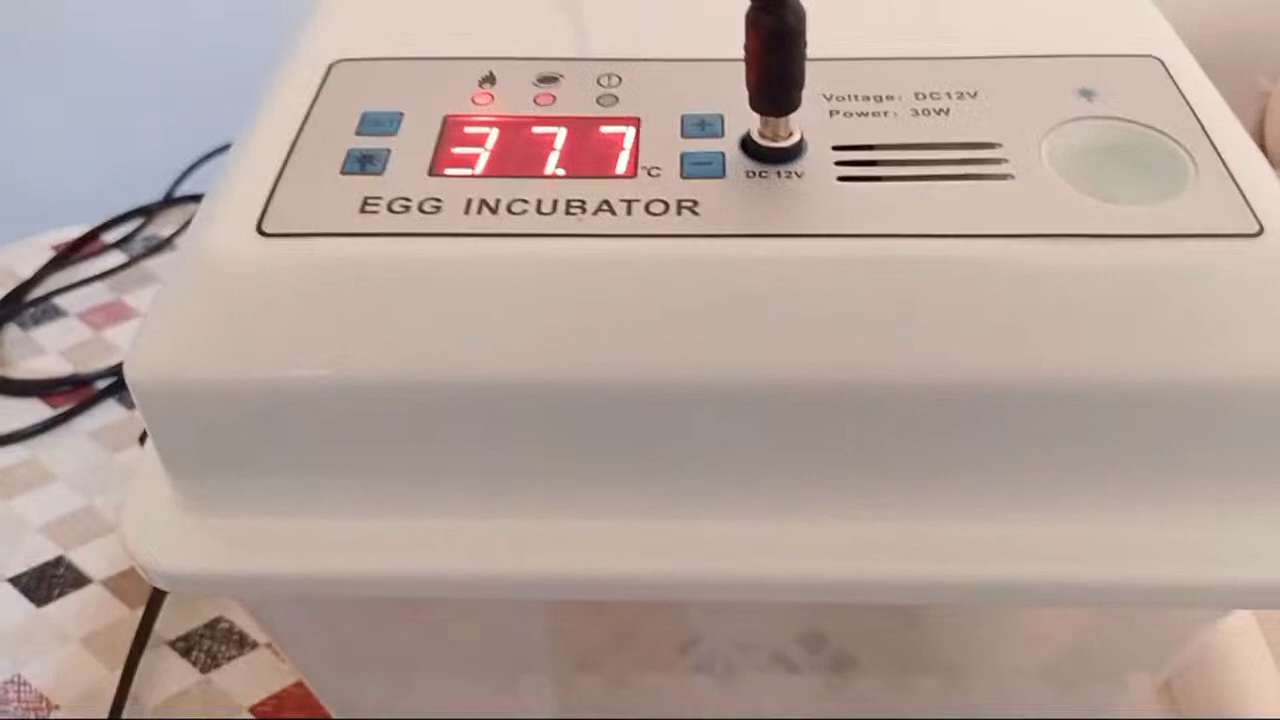 37.7
°C
EGG INCUBATOR
+
−
DC 12V
Voltage: DC12V
Power: 30W